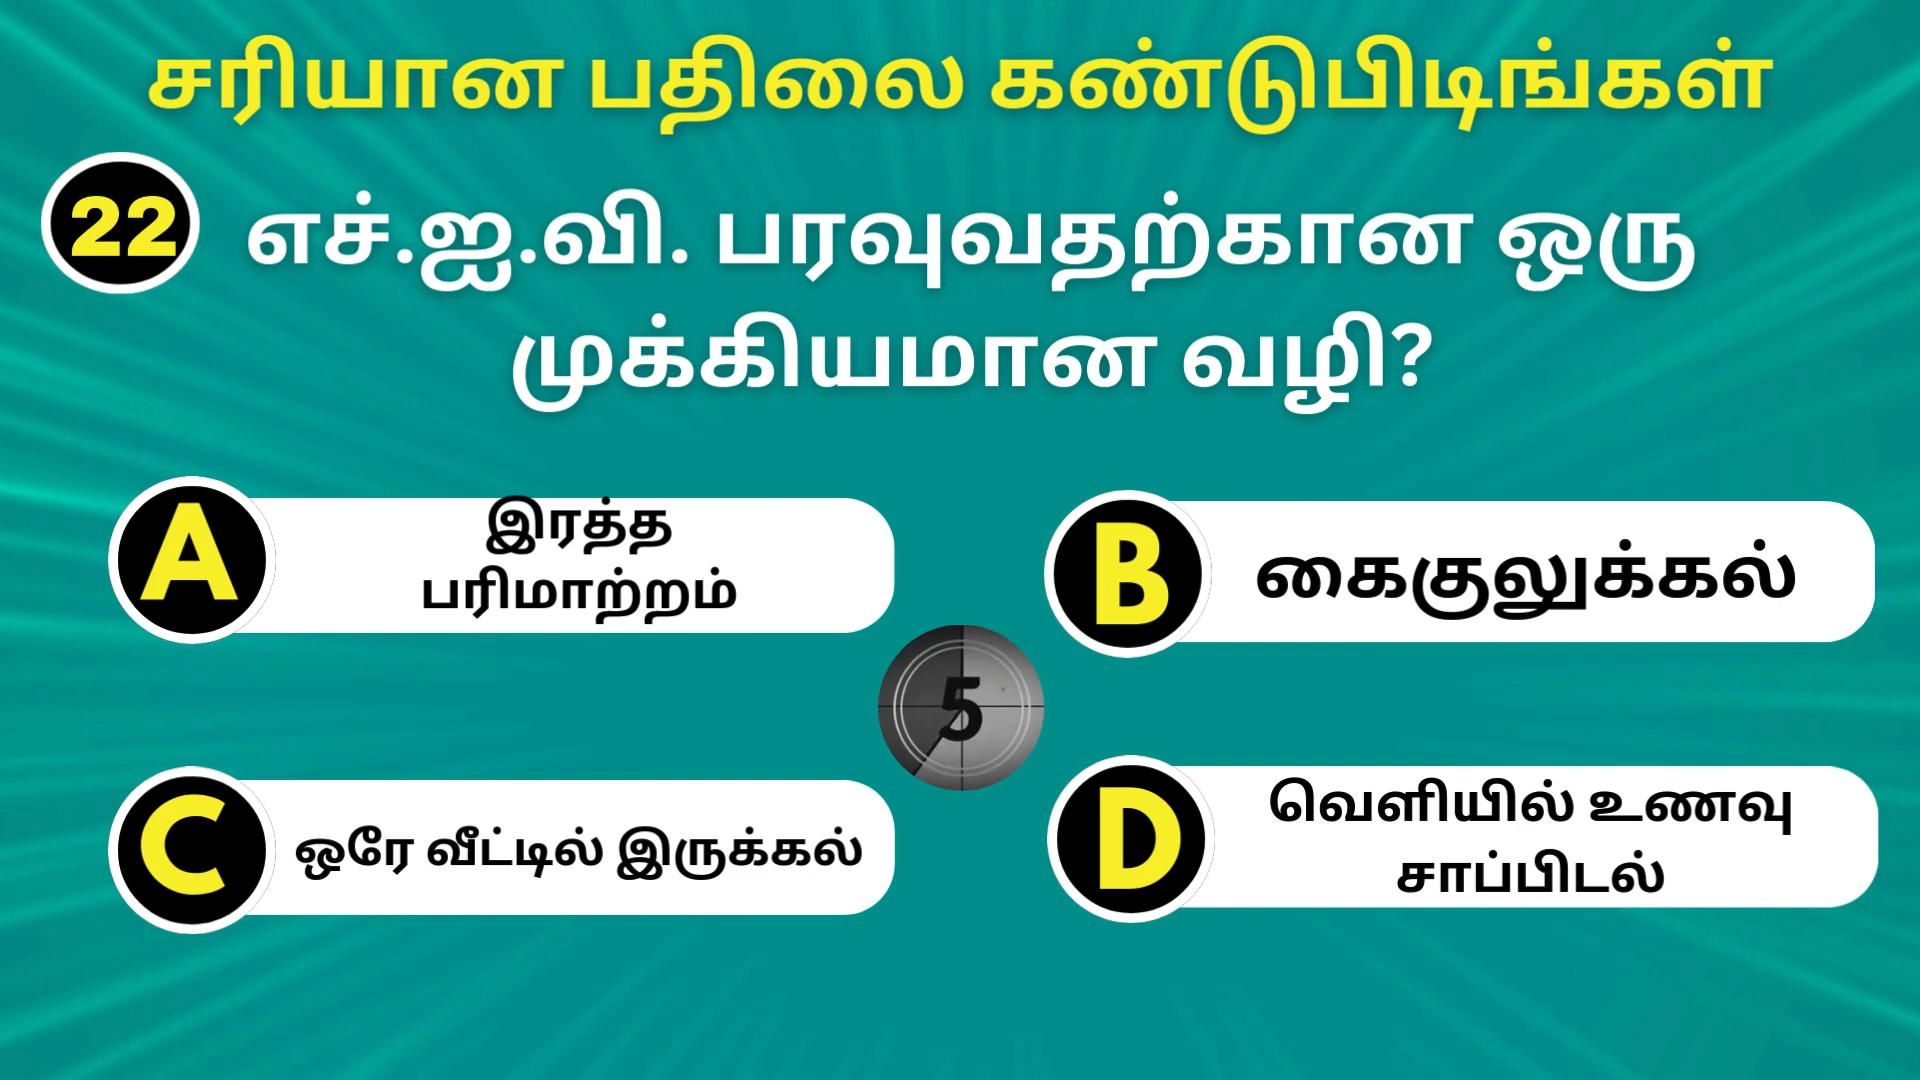 சரியான பதிலை கண்டுபிடிங்கள்
22
எச்.ஐ.வி. பரவுவதற்கான ஒரு
முக்கியமான வழி?
A
இரத்த
பரிமாற்றம்
B
கைகுலுக்கல்
5
C
ஒரே வீட்டில் இருக்கல்
D
வெளியில் உணவு
சாப்பிடல்